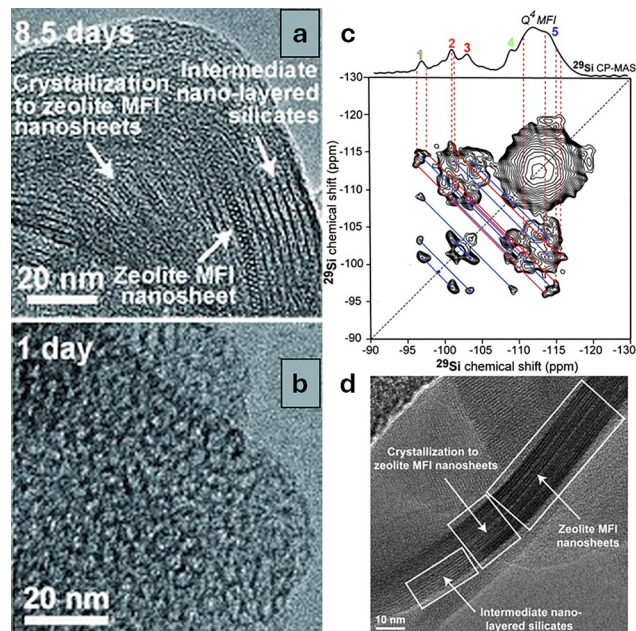 8.5 days
a
Crystallization
to zeolite MFI
nanosheets
Intermediate
nano-layered
silicates
Zeolite MFI
nanosheet
20 nm
1 day
b
20 nm
c
1
2
3
4
Q⁴ MFI
5
²⁹Si CP-MAS
²⁹Si chemical shift (ppm)
-130
-125
-120
-115
-110
-105
-100
-95
-90
-90 -95 -100 -105 -110 -115 -120 -125 -130
²⁹Si chemical shift (ppm)
d
Crystallization to
zeolite MFI nanosheets
Zeolite MFI
nanosheets
Intermediate nano-
layered silicates
10 nm